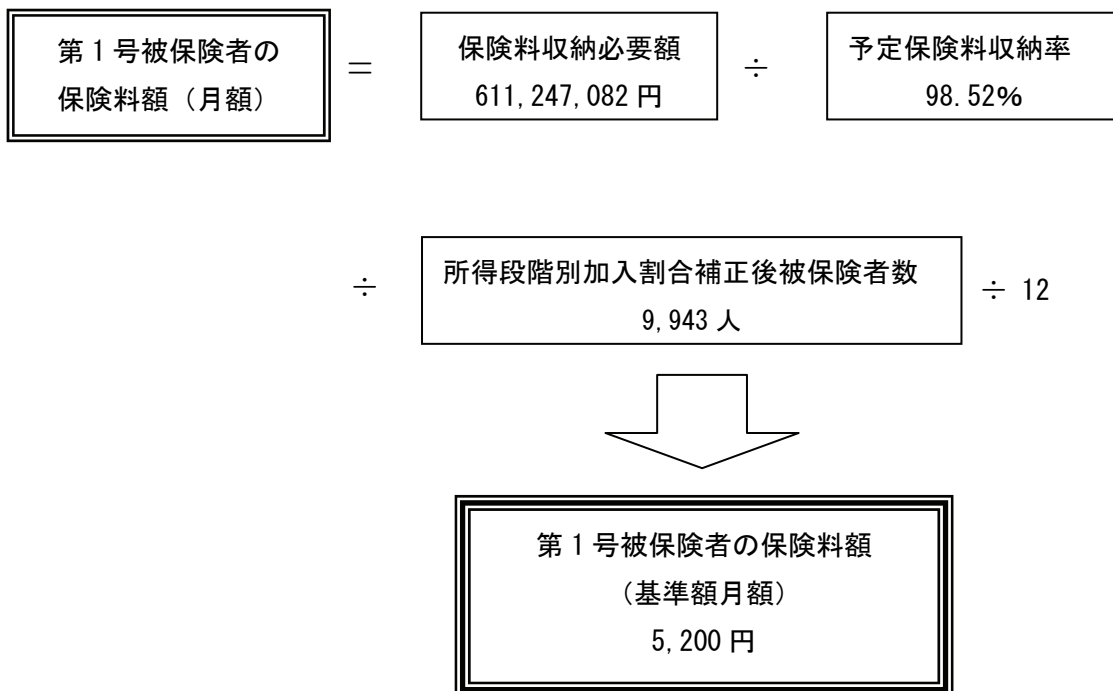 第1号被保険者の
保険料額（月額）
＝
保険料収納必要額
611,247,082 円
÷
予定保険料収納率
98.52%
÷
所得段階別加入割合補正後被保険者数
9,943 人
÷ 12
第1号被保険者の保険料額
（基準額月額）
5,200 円